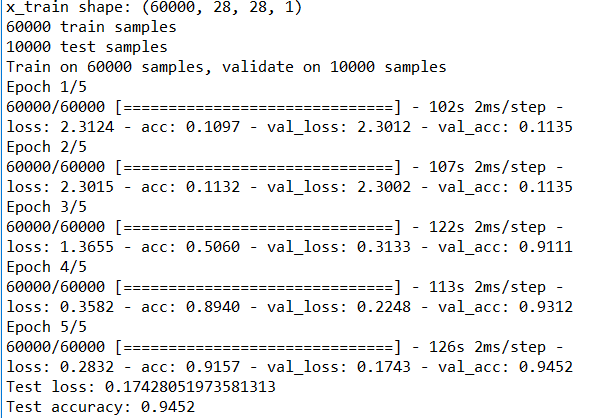 x_train shape: (60000, 28, 28, 1)
60000 train samples
10000 test samples
Train on 60000 samples, validate on 10000 samples
Epoch 1/5
60000/60000 [==============================] - 102s 2ms/step -
loss: 2.3124 - acc: 0.1097 - val_loss: 2.3012 - val_acc: 0.1135
Epoch 2/5
60000/60000 [==============================] - 107s 2ms/step -
loss: 2.3015 - acc: 0.1132 - val_loss: 2.3002 - val_acc: 0.1135
Epoch 3/5
60000/60000 [==============================] - 122s 2ms/step -
loss: 1.3655 - acc: 0.5060 - val_loss: 0.3133 - val_acc: 0.9111
Epoch 4/5
60000/60000 [==============================] - 113s 2ms/step -
loss: 0.3582 - acc: 0.8940 - val_loss: 0.2248 - val_acc: 0.9312
Epoch 5/5
60000/60000 [==============================] - 126s 2ms/step -
loss: 0.2832 - acc: 0.9157 - val_loss: 0.1743 - val_acc: 0.9452
Test loss: 0.17428051973581313
Test accuracy: 0.9452